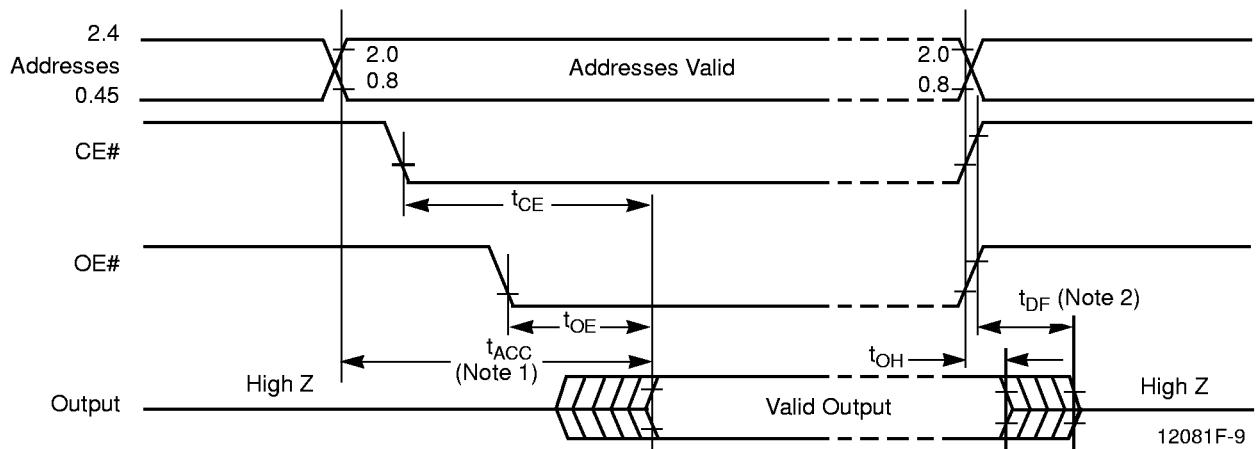 2.4
Addresses
0.45
2.0
0.8
Addresses Valid
2.0
0.8
CE#
tCE
OE#
tOE
tDF (Note 2)
tACC
(Note 1)
tOH
High Z
High Z
Output
Valid Output
12081F-9